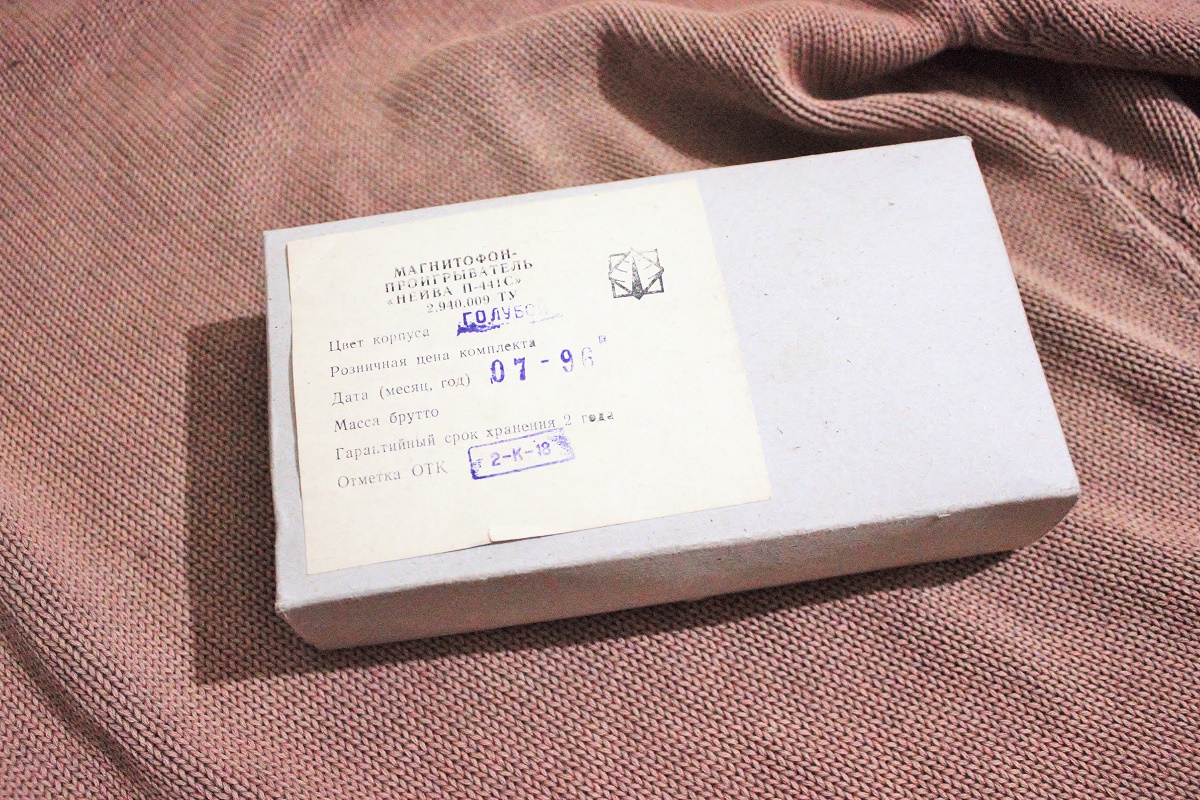 МАГНИТОФОН-
ПРОИГРЫВАТЕЛЬ
«НЕЙВА П-441С»
2.940.009 ТУ
Цвет корпуса ГОЛУБОЙ
Розничная цена комплекта
Дата (месяц, год) 07-96
Масса брутто
Гарантийный срок хранения 2 года
Отметка ОТК 2-К-18